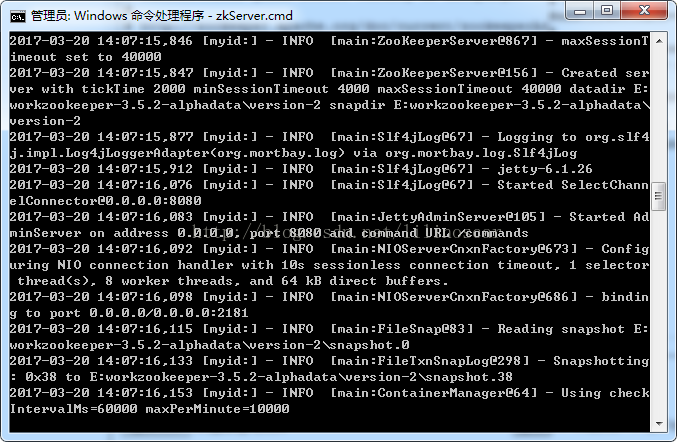 管理员: Windows 命令处理程序 - zkServer.cmd
2017-03-20 14:07:15,846 [myid:] - INFO  [main:ZooKeeperServer@867] - maxSessionT
imeout set to 40000
2017-03-20 14:07:15,847 [myid:] - INFO  [main:ZooKeeperServer@156] - Created ser
ver with tickTime 2000 minSessionTimeout 4000 maxSessionTimeout 40000 datadir E:
workzookeeper-3.5.2-alphadata\version-2 snapdir E:workzookeeper-3.5.2-alphadata\
version-2
2017-03-20 14:07:15,877 [myid:] - INFO  [main:Slf4jLog@67] - Logging to org.slf4
j.impl.Log4jLoggerAdapter(org.mortbay.log) via org.mortbay.log.Slf4jLog
2017-03-20 14:07:15,912 [myid:] - INFO  [main:Slf4jLog@67] - jetty-6.1.26
2017-03-20 14:07:16,076 [myid:] - INFO  [main:Slf4jLog@67] - Started SelectChann
elConnector@0.0.0.0:8080
2017-03-20 14:07:16,083 [myid:] - INFO  [main:JettyAdminServer@105] - Started Ad
minServer on address 0.0.0.0, port 8080 and command URL /commands
2017-03-20 14:07:16,092 [myid:] - INFO  [main:NIOServerCnxnFactory@673] - Config
uring NIO connection handler with 10s sessionless connection timeout, 1 selector
 thread(s), 8 worker threads, and 64 kB direct buffers.
2017-03-20 14:07:16,098 [myid:] - INFO  [main:NIOServerCnxnFactory@686] - bindin
g to port 0.0.0.0/0.0.0.0:2181
2017-03-20 14:07:16,115 [myid:] - INFO  [main:FileSnap@83] - Reading snapshot E:
workzookeeper-3.5.2-alphadata\version-2\snapshot.0
2017-03-20 14:07:16,133 [myid:] - INFO  [main:FileTxnSnapLog@298] - Snapshotting
: 0x38 to E:workzookeeper-3.5.2-alphadata\version-2\snapshot.38
2017-03-20 14:07:16,153 [myid:] - INFO  [main:ContainerManager@64] - Using check
IntervalMs=60000 maxPerMinute=10000